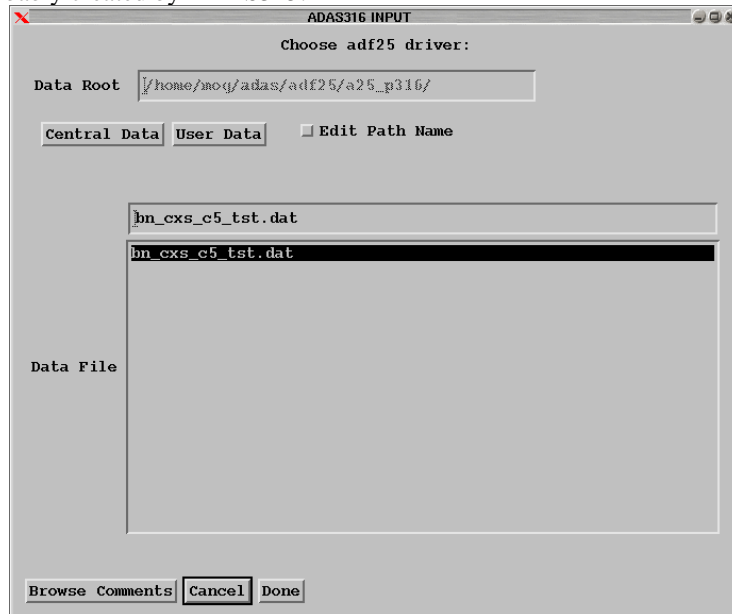 ADAS316 INPUT
Choose adf25 driver:
Data Root /home/mog/adas/adf25/a25_p316/
Central Data User Data Edit Path Name
bn_cxs_c5_tst.dat
bn_cxs_c5_tst.dat
Data File
Browse Comments Cancel Done